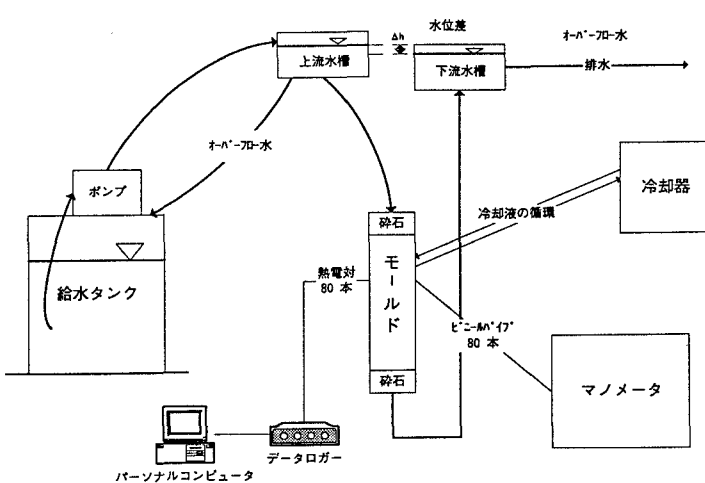 水位差
Δh
オーバーフロー水
上流水槽
下流水槽
排水
オーバーフロー水
ポンプ
冷却器
冷却液の循環
砕石
モールド
熱電対
80 本
給水タンク
ビニールパイプ
80 本
砕石
マノメータ
データロガー
パーソナルコンピュータ